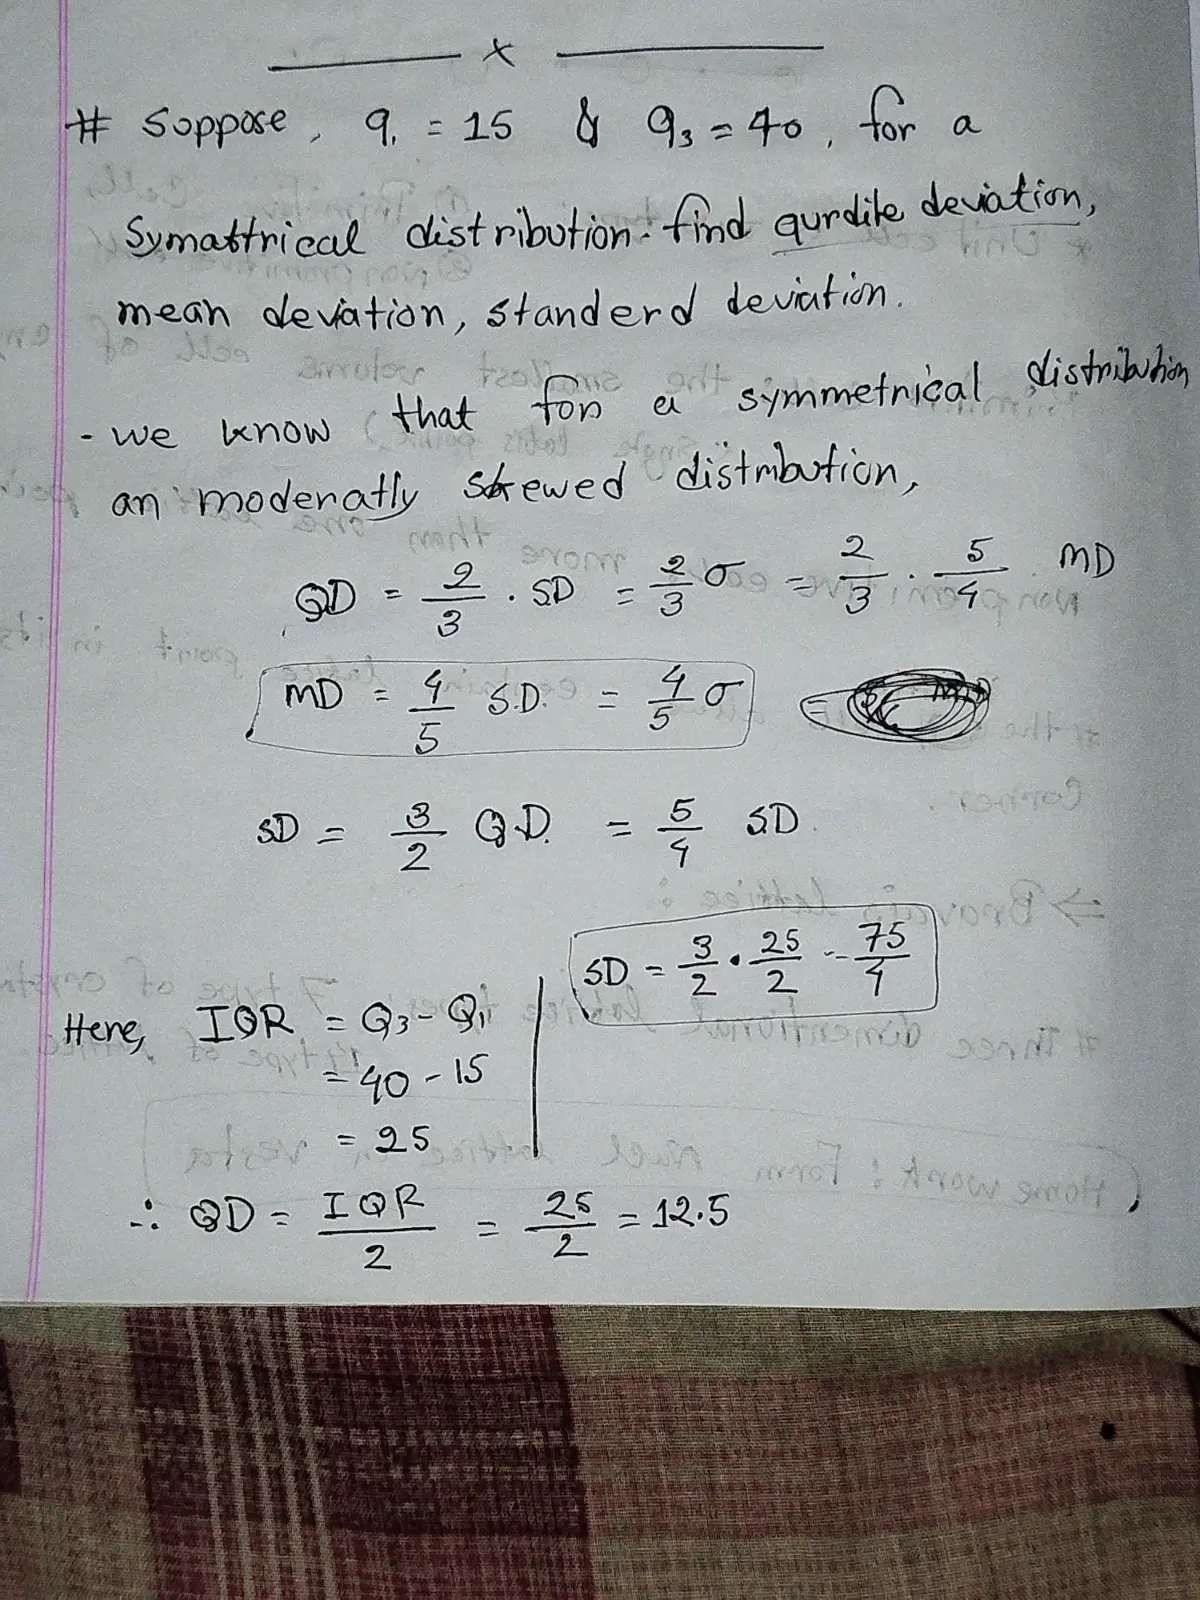 x
# Soppose, q₁ = 15 & q₃ = 40, for a
Symattrical distribution. find qurdile deviation,
mean deviation, standerd deviation.
- we know that for a symmetrical distribution
an moderatly skewed distribution,
QD = 2/3 . SD = 2/3 σ = 2/3 . 5/4 MD
MD = 4/5 S.D. = 4/5 σ =
SD = 3/2 Q.D. = 5/4 S.D.
SD = 3/2 . 25/2 = 75/4
Here, IQR = Q₃ - Q₁
= 40 - 15
= 25
∴ QD = IQR/2 = 25/2 = 12.5